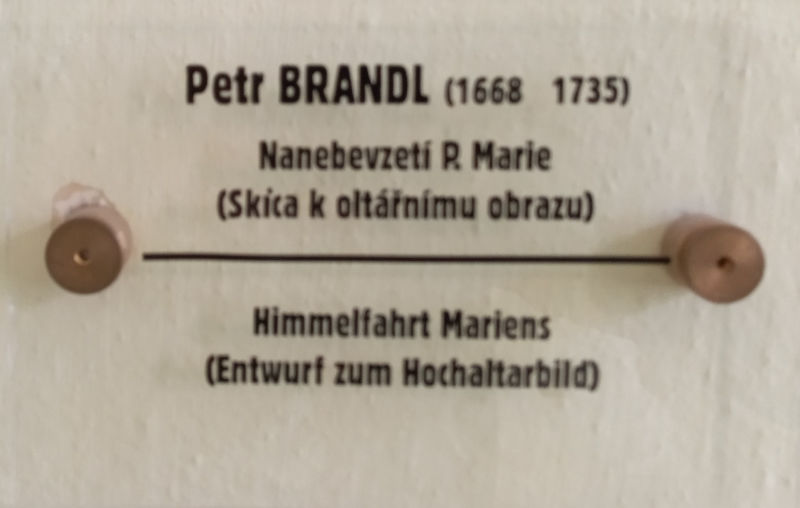 Petr BRANDL (1668 1735)
Nanebevzetí P. Marie
(Skica k oltářnímu obrazu)
Himmelfahrt Mariens
(Entwurf zum Hochaltarbild)